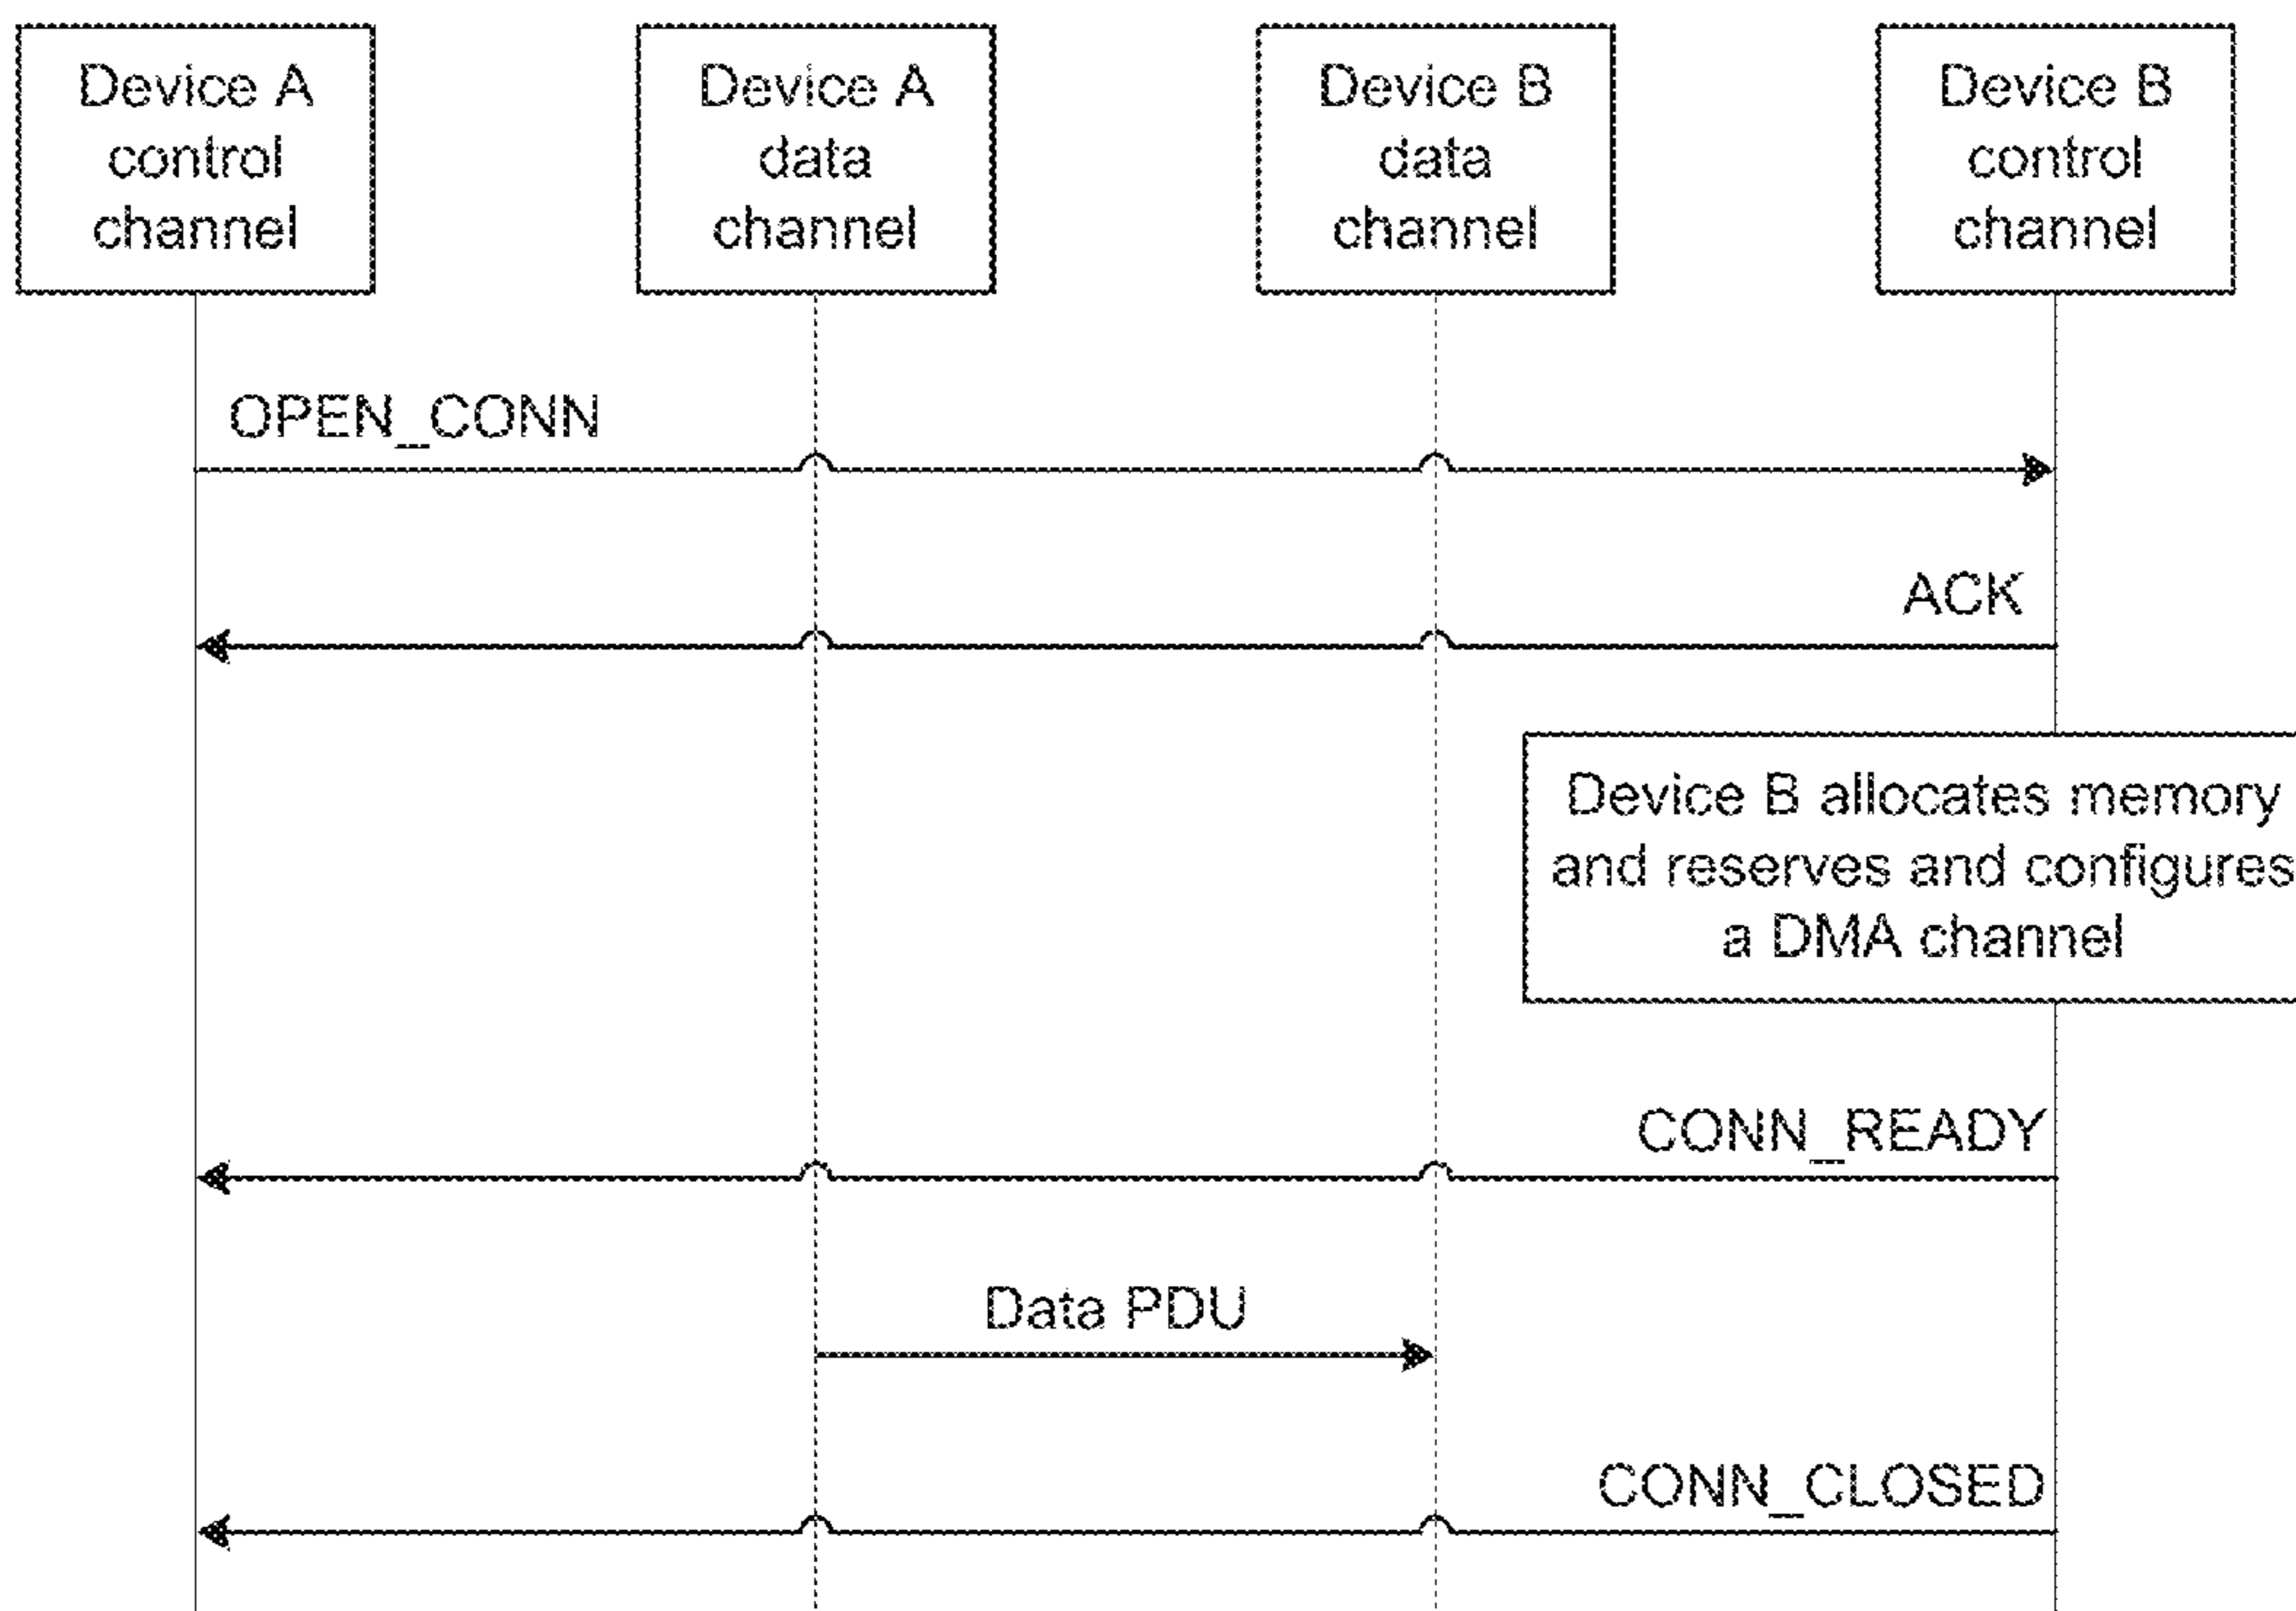 Device A
control
channel
Device A
data
channel
Device B
data
channel
Device B
control
channel
OPEN_CONN
ACK
Device B allocates memory
and reserves and configures
a DMA channel
CONN_READY
Data PDU
CONN_CLOSED